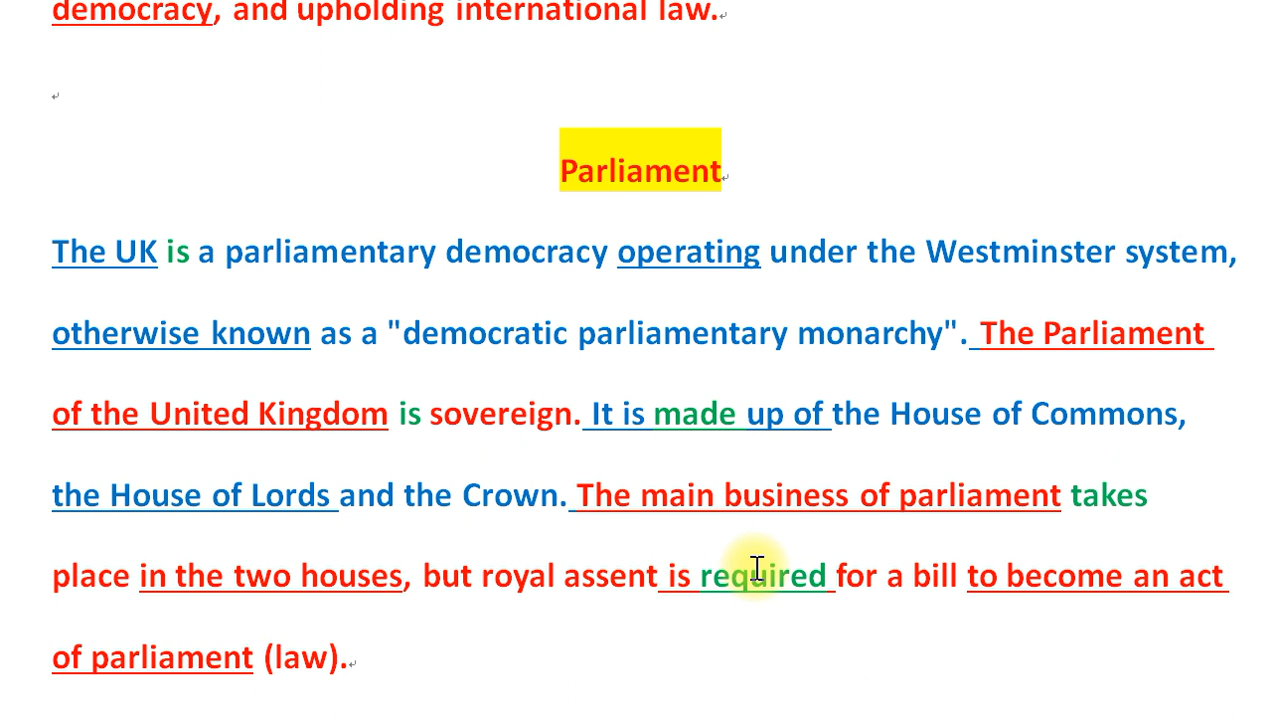 democracy, and upholding international law.
Parliament
The UK is a parliamentary democracy operating under the Westminster system,
otherwise known as a "democratic parliamentary monarchy". The Parliament
of the United Kingdom is sovereign. It is made up of the House of Commons,
the House of Lords and the Crown. The main business of parliament takes
place in the two houses, but royal assent is required for a bill to become an act
of parliament (law).